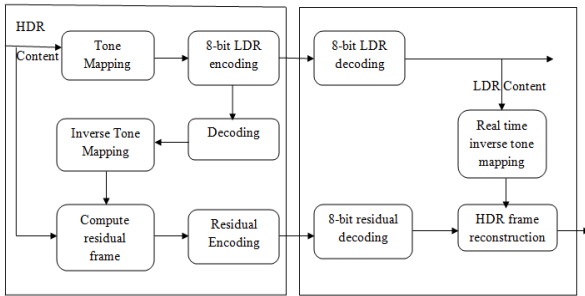 HDR
Content
Tone
Mapping
8-bit LDR
encoding
8-bit LDR
decoding
LDR Content
Inverse Tone
Mapping
Decoding
Real time
inverse tone
mapping
Compute
residual
frame
Residual
Encoding
8-bit residual
decoding
HDR frame
reconstruction